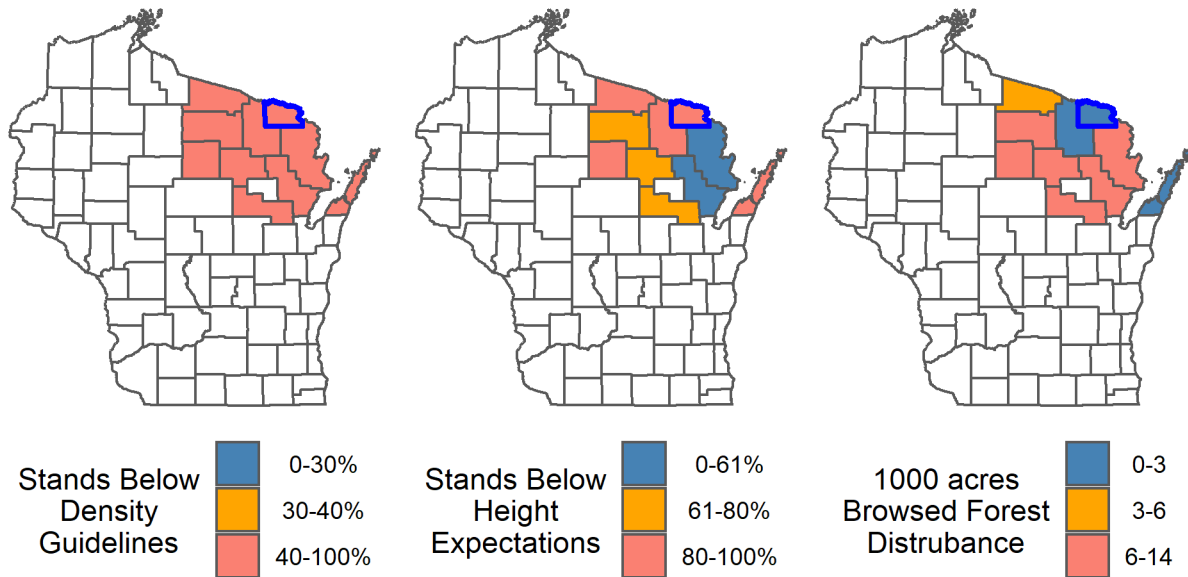 Stands Below
Density
Guidelines
0-30%
30-40%
40-100%
Stands Below
Height
Expectations
0-61%
61-80%
80-100%
1000 acres
Browsed Forest
Distrubance
0-3
3-6
6-14